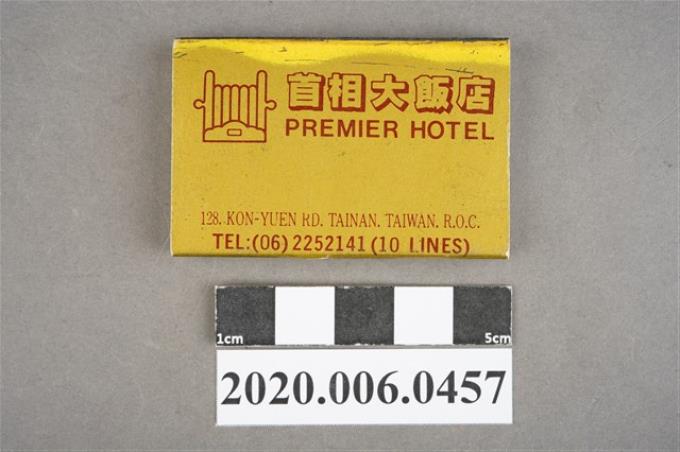 首相大飯店
PREMIER HOTEL
128. KON-YUEN RD. TAINAN. TAIWAN. R.O.C.
TEL:(06)2252141(10 LINES)
1cm 5cm
2020.006.0457